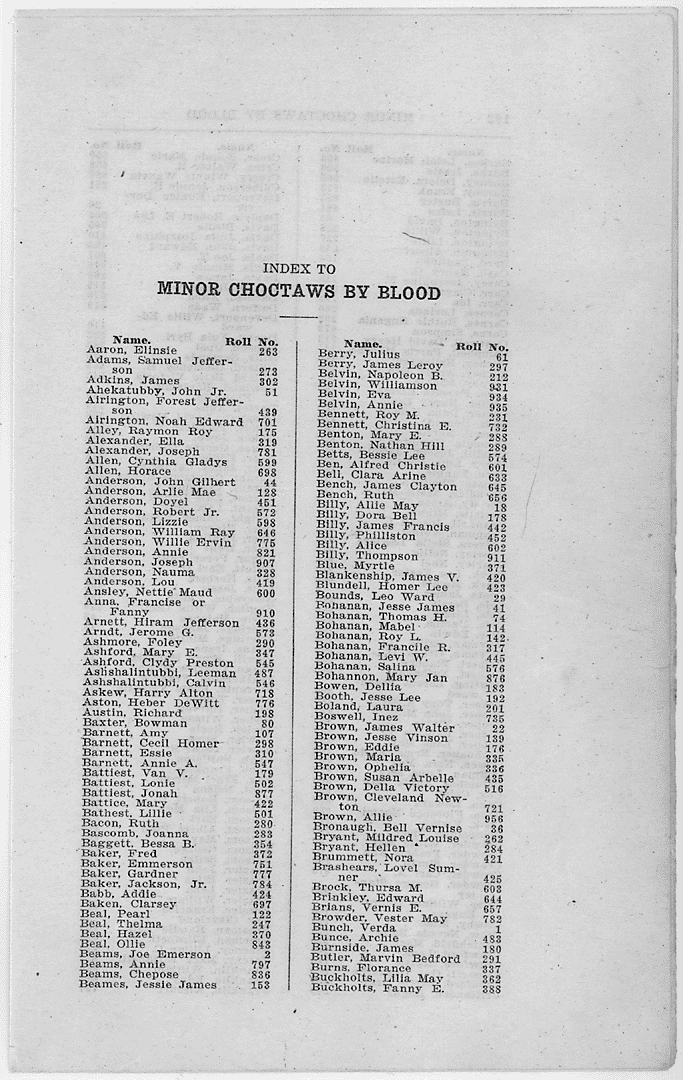 INDEX TO
MINOR CHOCTAWS BY BLOOD
Name. Roll No.
Aaron, Elinsie 263
Adams, Samuel Jeffer-
son 273
Adkins, James 302
Ahekatubby, John Jr. 51
Airington, Forest Jeffer-
son 439
Airington, Noah Edward 701
Alley, Raymon Roy 175
Alexander, Ella 319
Alexander, Joseph 781
Allen, Cynthia Gladys 599
Allen, Horace 698
Anderson, John Gilbert 44
Anderson, Arlie Mae 128
Anderson, Doyel 451
Anderson, Robert Jr. 572
Anderson, Lizzie 598
Anderson, William Ray 646
Anderson, Willie Ervin 775
Anderson, Annie 821
Anderson, Joseph 907
Anderson, Nauma 328
Anderson, Lou 419
Ansley, Nettie Maud 600
Anna, Francise or
Fanny 910
Arnett, Hiram Jefferson 436
Arndt, Jerome G. 573
Ashmore, Foley 290
Ashford, Mary E. 347
Ashford, Clydy Preston 545
Ashshalintubbi, Leeman 487
Ashshalintubbi, Calvin 546
Askew, Harry Alton 718
Aston, Heber DeWitt 776
Austin, Richard 198
Baxter, Bowman 80
Barnett, Amy 107
Barnett, Cecil Homer 298
Barnett, Essie 310
Barnett, Annie A. 547
Battiest, Van V. 179
Battiest, Lonie 502
Battiest, Jonah 877
Battice, Mary 422
Bathest, Lillie 501
Bacon, Ruth 280
Bascomb, Joanna 283
Baggett, Bessa B. 354
Baker, Fred 372
Baker, Emmerson 751
Baker, Gardner 777
Baker, Jackson, Jr. 784
Babb, Addie 424
Baken, Clarsey 697
Beal, Pearl 122
Beal, Thelma 247
Beal, Hazel 370
Beal, Ollie 843
Beams, Joe Emerson 2
Beams, Annie 797
Beams, Chepose 836
Beames, Jessie James 153
Name. Roll No.
Berry, Julius 61
Berry, James Leroy 297
Belvin, Napoleon B. 212
Belvin, Williamson 931
Belvin, Eva 934
Belvin, Annie 935
Bennett, Roy M. 231
Bennett, Christina E. 732
Benton, Mary E. 288
Benton, Nathan Hill 289
Betts, Bessie Lee 574
Ben, Alfred Christie 601
Bell, Clara Arine 633
Bench, James Clayton 645
Bench, Ruth 656
Billy, Allie May 18
Billy, Dora Bell 178
Billy, James Francis 442
Billy, Philliston 452
Billy, Alice 602
Billy, Thompson 911
Blue, Myrtle 371
Blankenship, James V. 420
Blundell, Homer Lee 423
Bounds, Leo Ward 29
Bohanan, Jesse James 41
Bohanan, Thomas H. 74
Bohanan, Mabel 114
Bohanan, Roy L. 142
Bohanan, Francile R. 317
Bohanan, Levi W. 445
Bohanan, Salina 576
Bohannon, Mary Jan 876
Bowen, Dellia 183
Booth, Jesse Lee 192
Boland, Laura 201
Boswell, Inez 735
Brown, James Walter 22
Brown, Jesse Vinson 139
Brown, Eddie 176
Brown, Maria 335
Brown, Ophelia 336
Brown, Susan Arbelle 435
Brown, Della Victory 516
Brown, Cleveland New-
ton 721
Brown, Allie 956
Bronaugh, Bell Vernise 36
Bryant, Mildred Louise 262
Bryant, Hellen 284
Brummett, Nora 421
Brashears, Lovel Sum-
ner 425
Brock, Thursa M. 603
Brinkley, Edward 644
Brians, Vernis E. 657
Browder, Vester May 782
Bunch, Verda 1
Bunce, Archie 483
Burnside, James 180
Butler, Marvin Bedford 291
Burns, Florance 337
Buckholts, Lilia May 362
Buckholts, Fanny E. 388